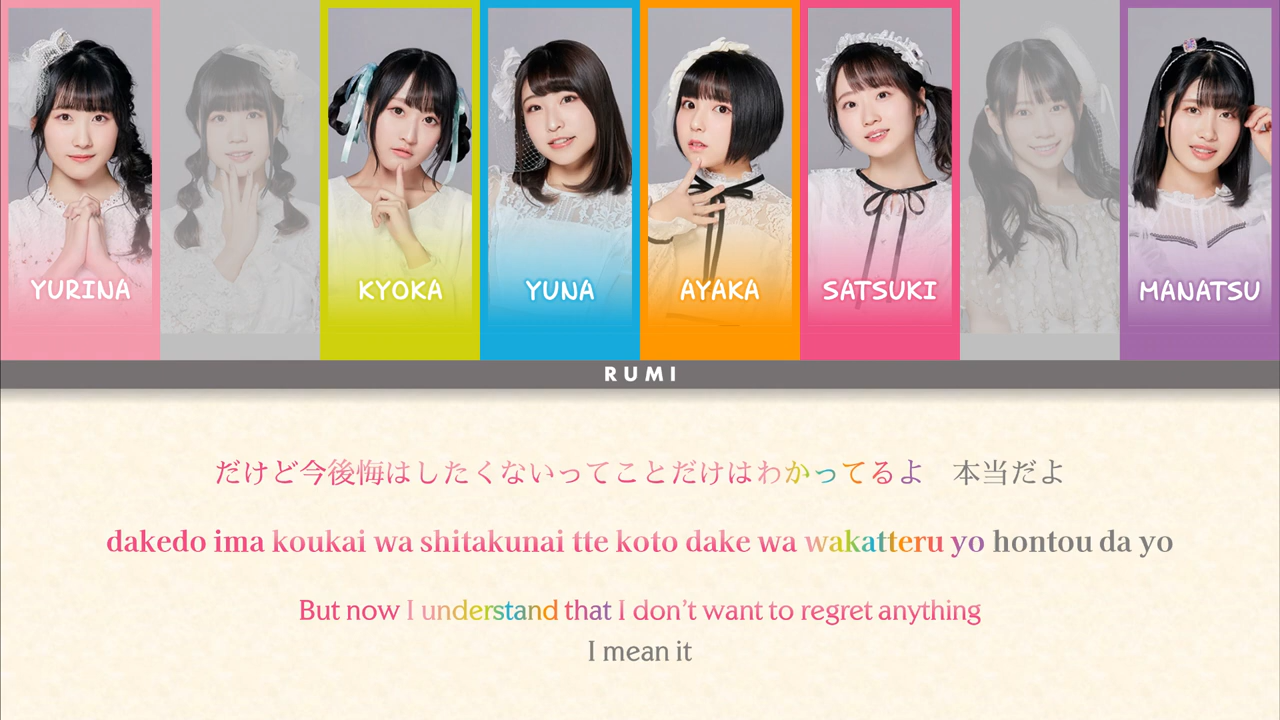 YURINA KYOKA YUNA AYAKA SATSUKI MANATSU
RUMI
だけど今後悔はしたくないってことだけはわかってるよ　本当だよ
dakedo ima koukai wa shitakunai tte koto dake wa wakatteru yo hontou da yo
But now I understand that I don't want to regret anything
I mean it